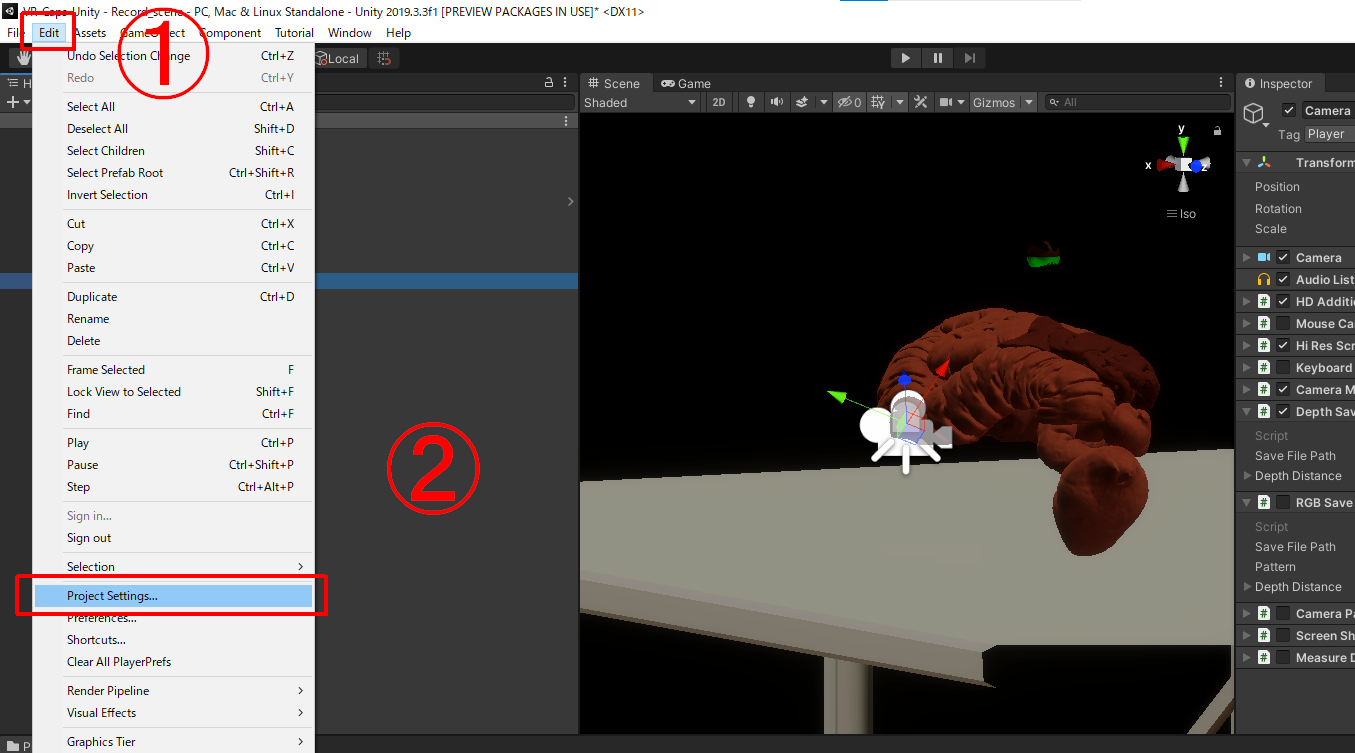 VR-Caps-Unity - Record_scene - PC, Mac & Linux Standalone - Unity 2019.3.3f1 [PREVIEW PACKAGES IN USE]* <DX11>
Edit Assets GameObject Component Tutorial Window Help
①
Undo Selection Change Ctrl+Z
Redo Ctrl+Y
Select All Ctrl+A
Deselect All Shift+D
Select Children Shift+C
Select Prefab Root Ctrl+Shift+R
Invert Selection Ctrl+I
Cut Ctrl+X
Copy Ctrl+C
Paste Ctrl+V
Duplicate Ctrl+D
Rename
Delete
Frame Selected F
Lock View to Selected Shift+F
Find Ctrl+F
Play Ctrl+P
Pause Ctrl+Shift+P
Step Ctrl+Alt+P
Sign in...
Sign out
Selection
Project Settings...
Preferences...
Shortcuts...
Clear All PlayerPrefs
Render Pipeline
Visual Effects
Graphics Tier
②
Local
# Scene Game
Shaded 2D 0 Gizmos All
y
x z
Iso
Inspector
Camera
Tag Player
Transform
Position
Rotation
Scale
Camera
Audio List
# HD Additi
# Mouse Ca
# Hi Res Scr
# Keyboard
# Camera M
# Depth Sav
Script
Save File Path
Depth Distance
# RGB Save
Script
Save File Path
Pattern
Depth Distance
# Camera Pa
# Screen Sh
# Measure D